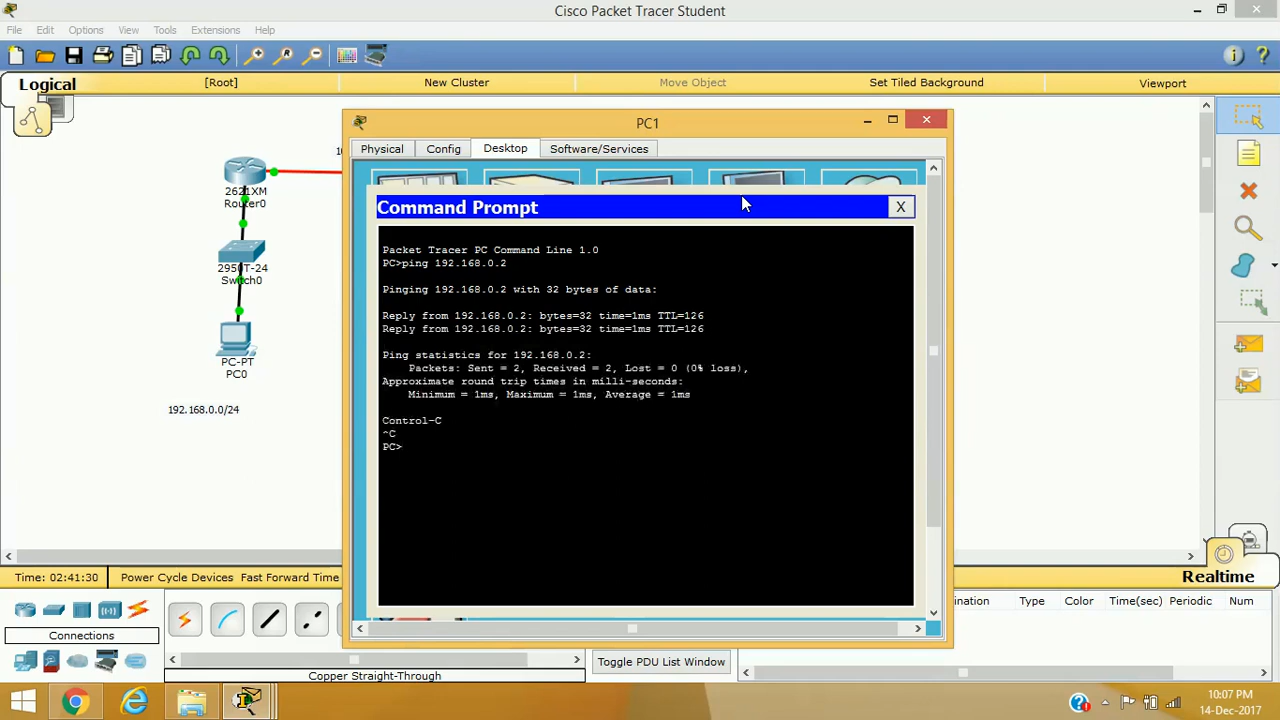 Cisco Packet Tracer Student
File Edit Options View Tools Extensions Help
Logical [Root] New Cluster Move Object Set Tiled Background Viewport
PC1
Physical Config Desktop Software/Services
Command Prompt X
Packet Tracer PC Command Line 1.0
PC>ping 192.168.0.2
Pinging 192.168.0.2 with 32 bytes of data:
Reply from 192.168.0.2: bytes=32 time=1ms TTL=126
Reply from 192.168.0.2: bytes=32 time=1ms TTL=126
Ping statistics for 192.168.0.2:
Packets: Sent = 2, Received = 2, Lost = 0 (0% loss),
Approximate round trip times in milli-seconds:
Minimum = 1ms, Maximum = 1ms, Average = 1ms
Control-C
^C
PC>
2621XM
Router0
2950T-24
Switch0
PC-PT
PC0
192.168.0.0/24
Time: 02:41:30 Power Cycle Devices Fast Forward Time
Realtime
Type Color Time(sec) Periodic Num
Connections
Toggle PDU List Window
Copper Straight-Through
10:07 PM
14-Dec-2017